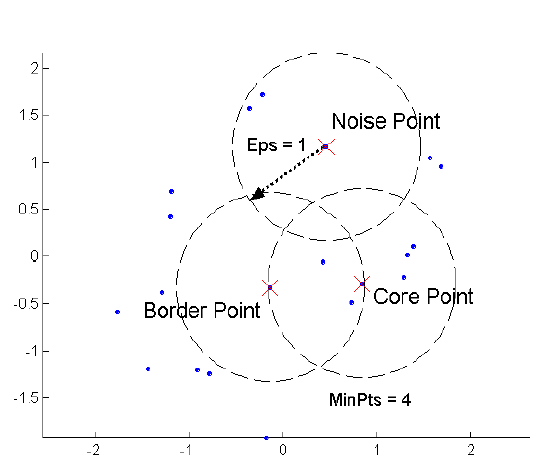 2
1.5
1
0.5
0
-0.5
-1
-1.5
Noise Point
Eps = 1
Border Point
Core Point
MinPts = 4
-2 -1 0 1 2